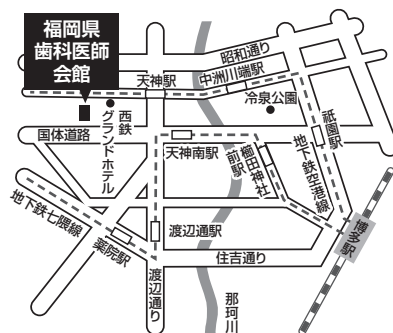 福岡県
歯科医師
会館
昭和通り
天神駅
中洲川端駅
冷泉公園
祇園駅
西鉄
グランドホテル
国体道路
天神南駅
櫛田神社
前駅
地下鉄空港線
博多駅
地下鉄七隈線
薬院駅
渡辺通駅
渡辺通り
住吉通り
那珂川